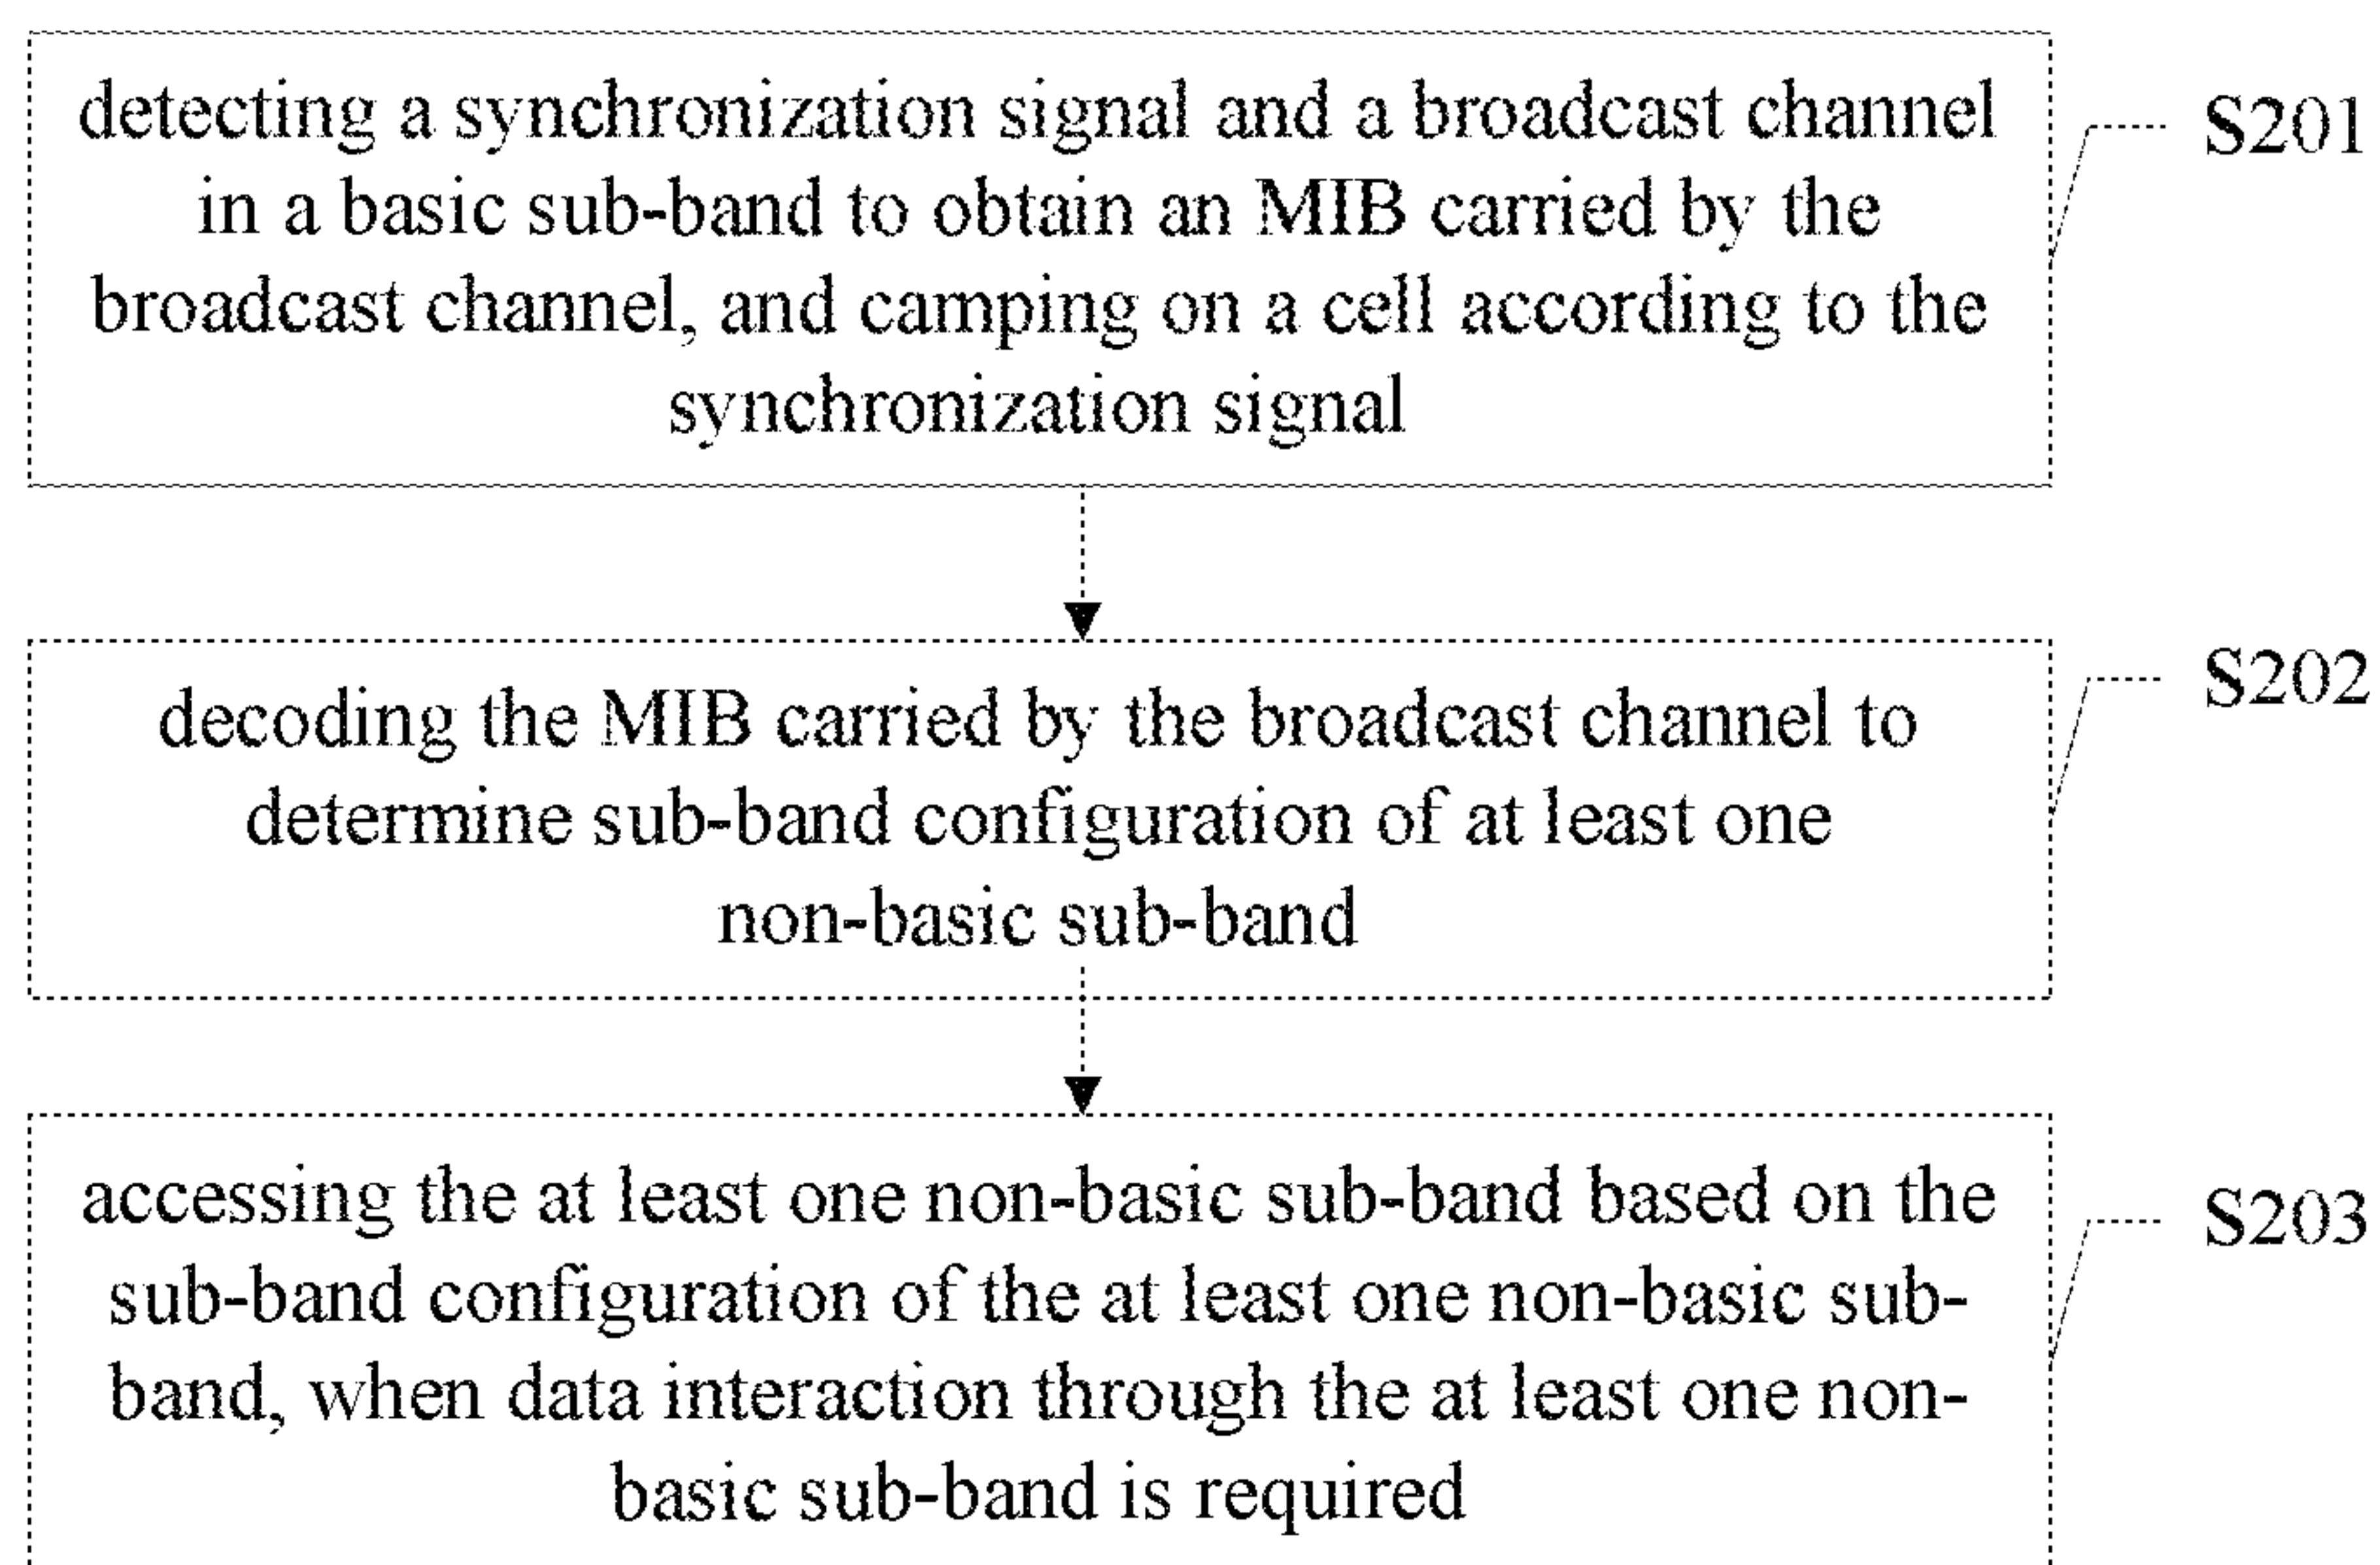 detecting a synchronization signal and a broadcast channel
in a basic sub-band to obtain an MIB carried by the
broadcast channel, and camping on a cell according to the
synchronization signal
S201
decoding the MIB carried by the broadcast channel to
determine sub-band configuration of at least one
non-basic sub-band
S202
accessing the at least one non-basic sub-band based on the
sub-band configuration of the at least one non-basic sub-
band, when data interaction through the at least one non-
basic sub-band is required
S203